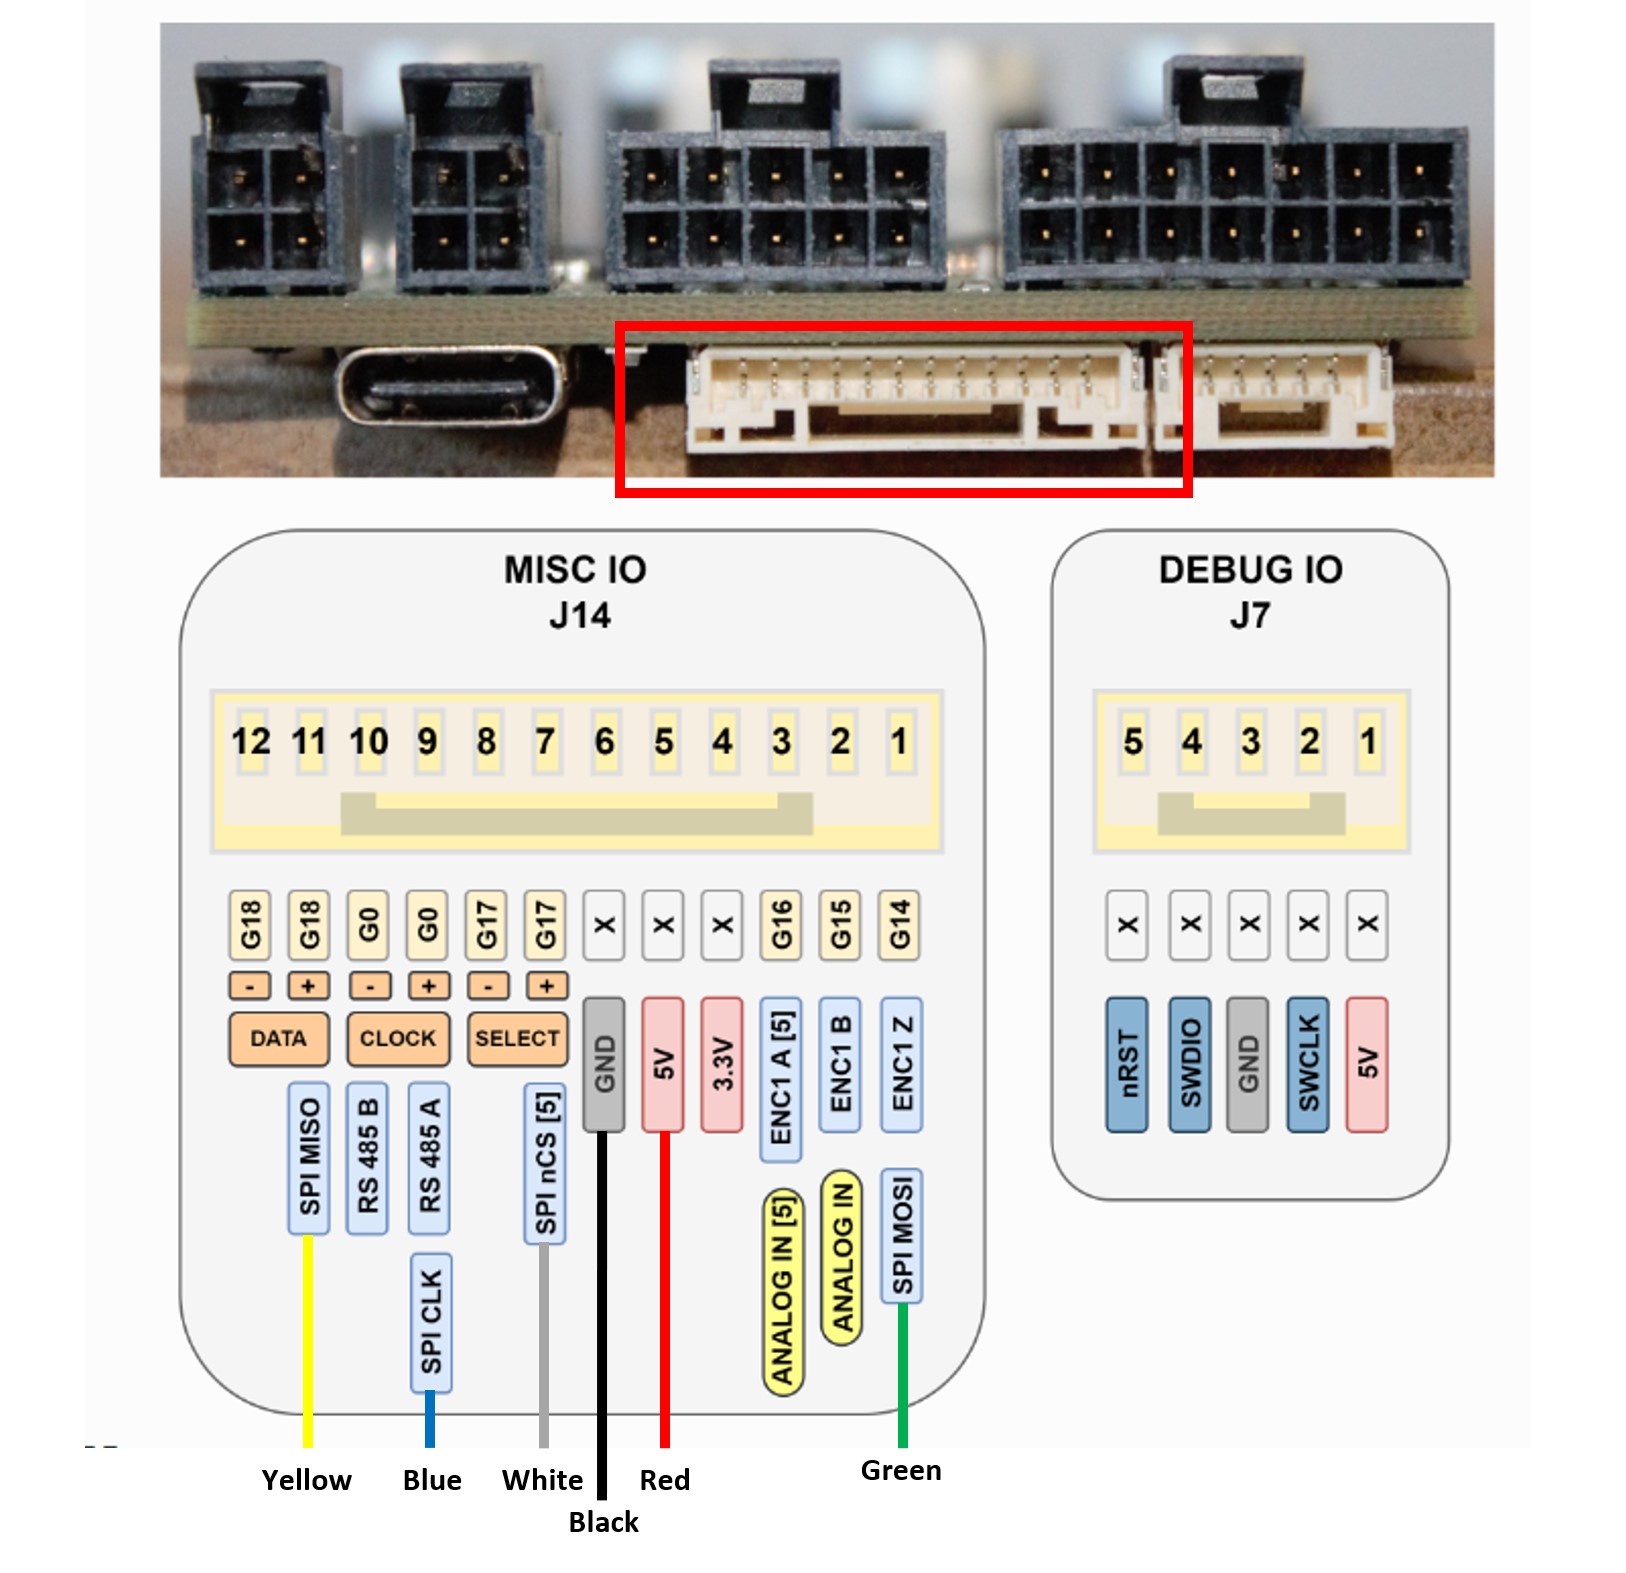 MISC IO
J14
12 11 10 9 8 7 6 5 4 3 2 1
G18 G18 G0 G0 G17 G17 X X X G16 G15 G14
- + - + - +
DATA CLOCK SELECT
GND 5V 3.3V ENC1 A [5] ENC1 B ENC1 Z
SPI MISO RS 485 B RS 485 A SPI nCS [5]
ANALOG IN [5] ANALOG IN SPI MOSI
SPI CLK
DEBUG IO
J7
5 4 3 2 1
X X X X X
nRST SWDIO GND SWCLK 5V
Yellow Blue White Red Green
Black